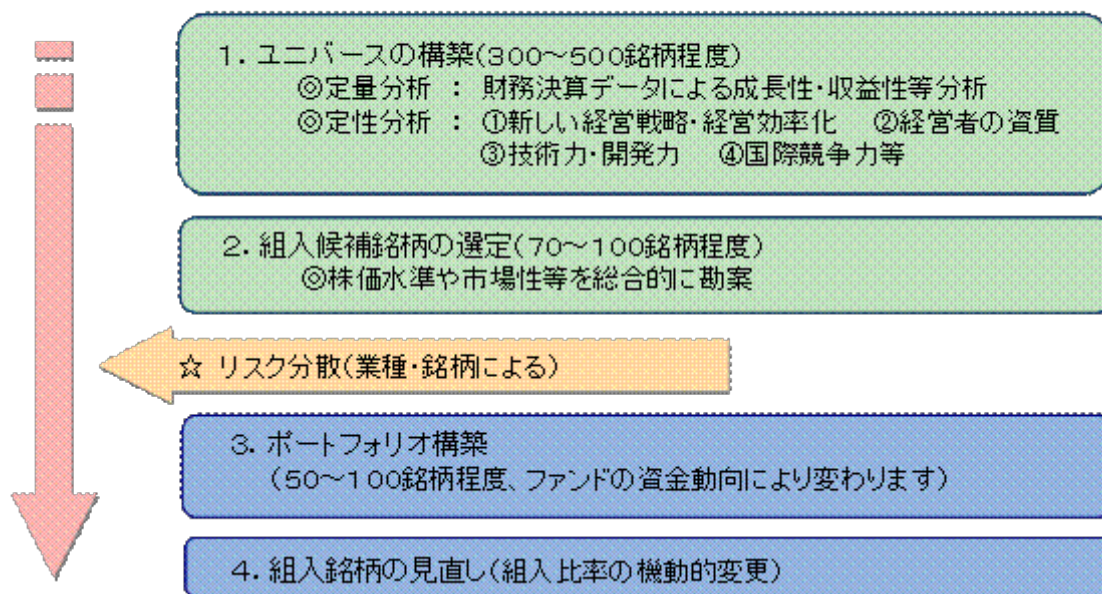 1. ユニバースの構築(300～500銘柄程度)
◎定量分析 : 財務決算データによる成長性・収益性等分析
◎定性分析 : ①新しい経営戦略・経営効率化 ②経営者の資質
③技術力・開発力 ④国際競争力等
2. 組入候補銘柄の選定(70～100銘柄程度)
◎株価水準や市場性等を総合的に勘案
☆ リスク分散(業種・銘柄による)
3. ポートフォリオ構築
(50～100銘柄程度、ファンドの資金動向により変わります)
4. 組入銘柄の見直し(組入比率の機動的変更)